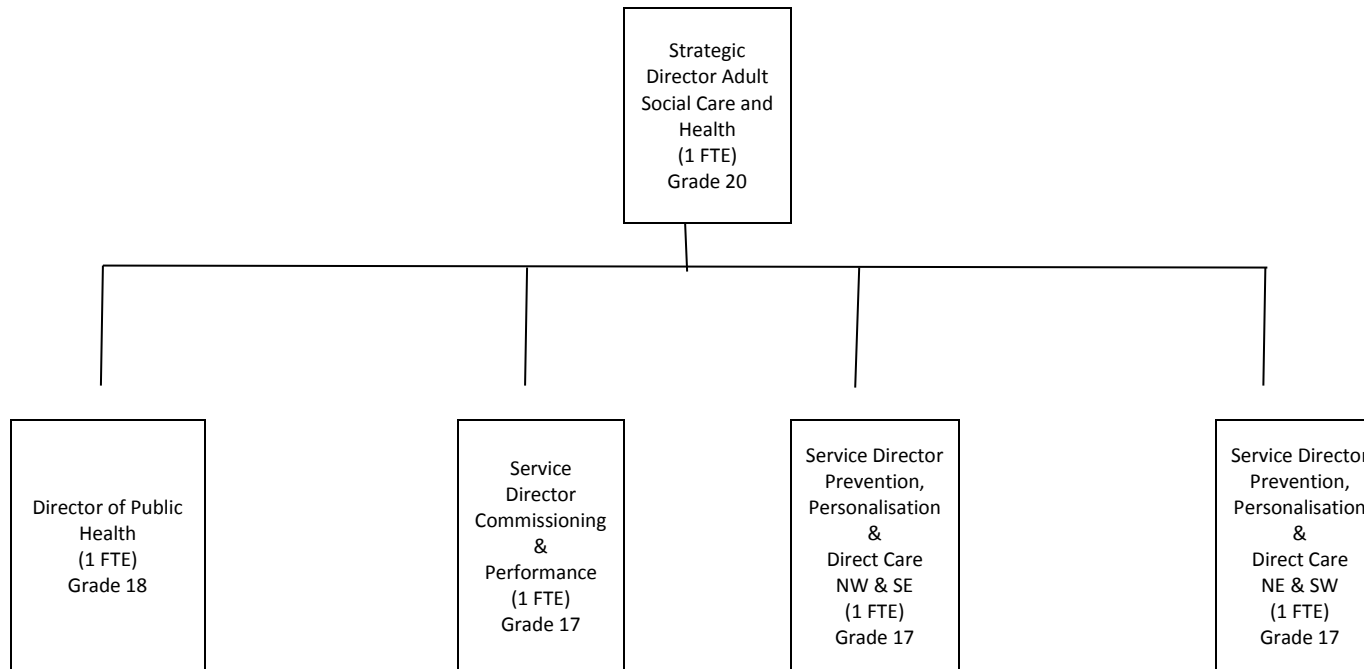 Strategic
Director Adult
Social Care and
Health
(1 FTE)
Grade 20
Director of Public
Health
(1 FTE)
Grade 18
Service
Director
Commissioning
&
Performance
(1 FTE)
Grade 17
Service Director
Prevention,
Personalisation
&
Direct Care
NW & SE
(1 FTE)
Grade 17
Service Director
Prevention,
Personalisation
&
Direct Care
NE & SW
(1 FTE)
Grade 17